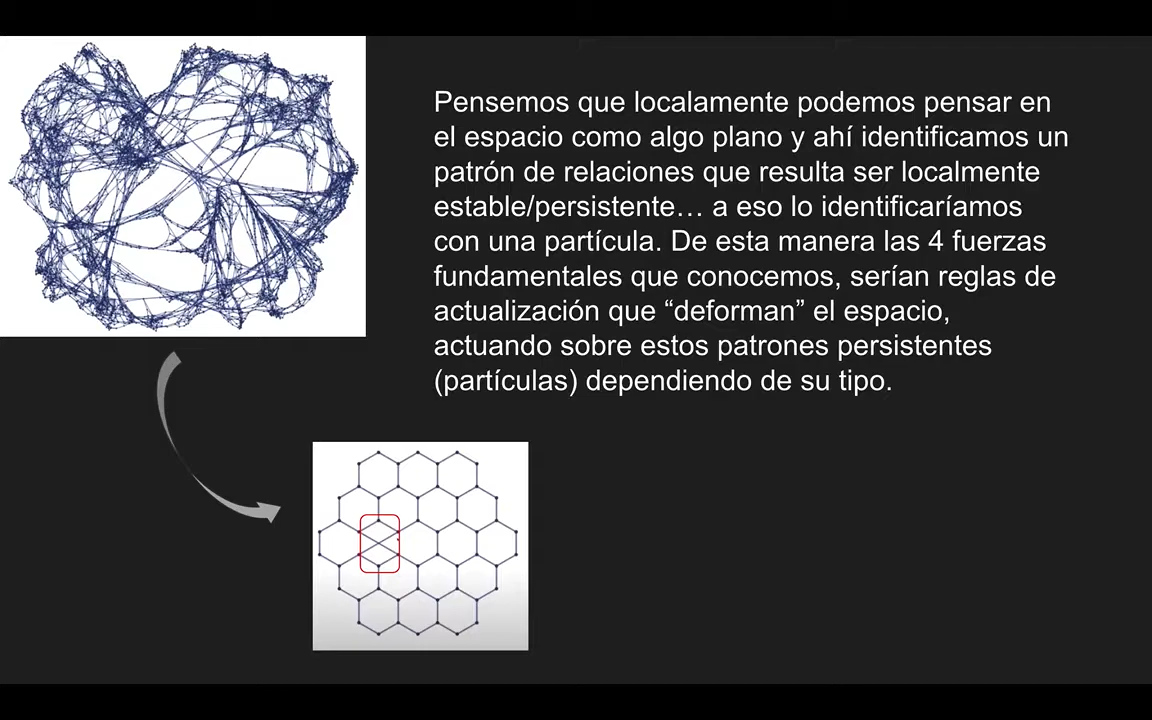 Pensemos que localamente podemos pensar en
el espacio como algo plano y ahí identificamos un
patrón de relaciones que resulta ser localmente
estable/persistente… a eso lo identificaríamos
con una partícula. De esta manera las 4 fuerzas
fundamentales que conocemos, serían reglas de
actualización que “deforman” el espacio,
actuando sobre estos patrones persistentes
(partículas) dependiendo de su tipo.